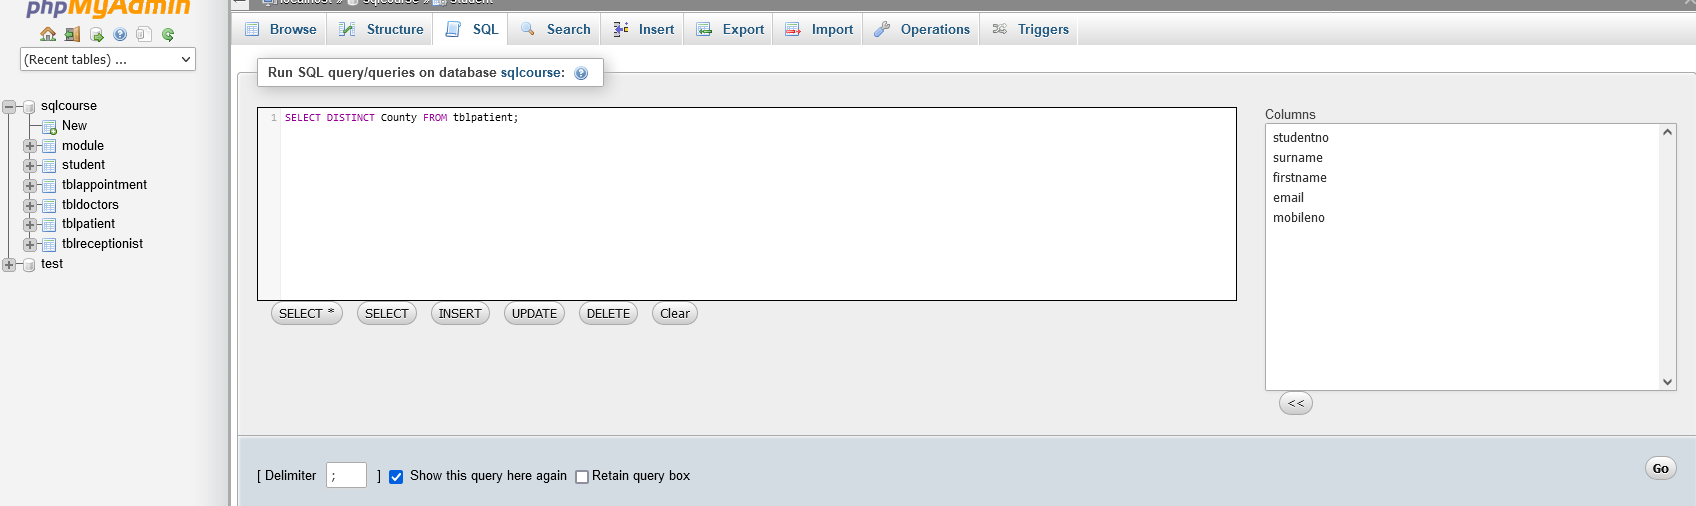 phpMyAdmin
localhost » sqlcourse » student
(Recent tables) ...
Browse Structure SQL Search Insert Export Import Operations Triggers
Run SQL query/queries on database sqlcourse:
sqlcourse
New
module
student
tblappointment
tbldoctors
tblpatient
tblreceptionist
test
1 SELECT DISTINCT County FROM tblpatient;
Columns
studentno
surname
firstname
email
mobileno
SELECT * SELECT INSERT UPDATE DELETE Clear
<<
[ Delimiter ; ] Show this query here again Retain query box
Go